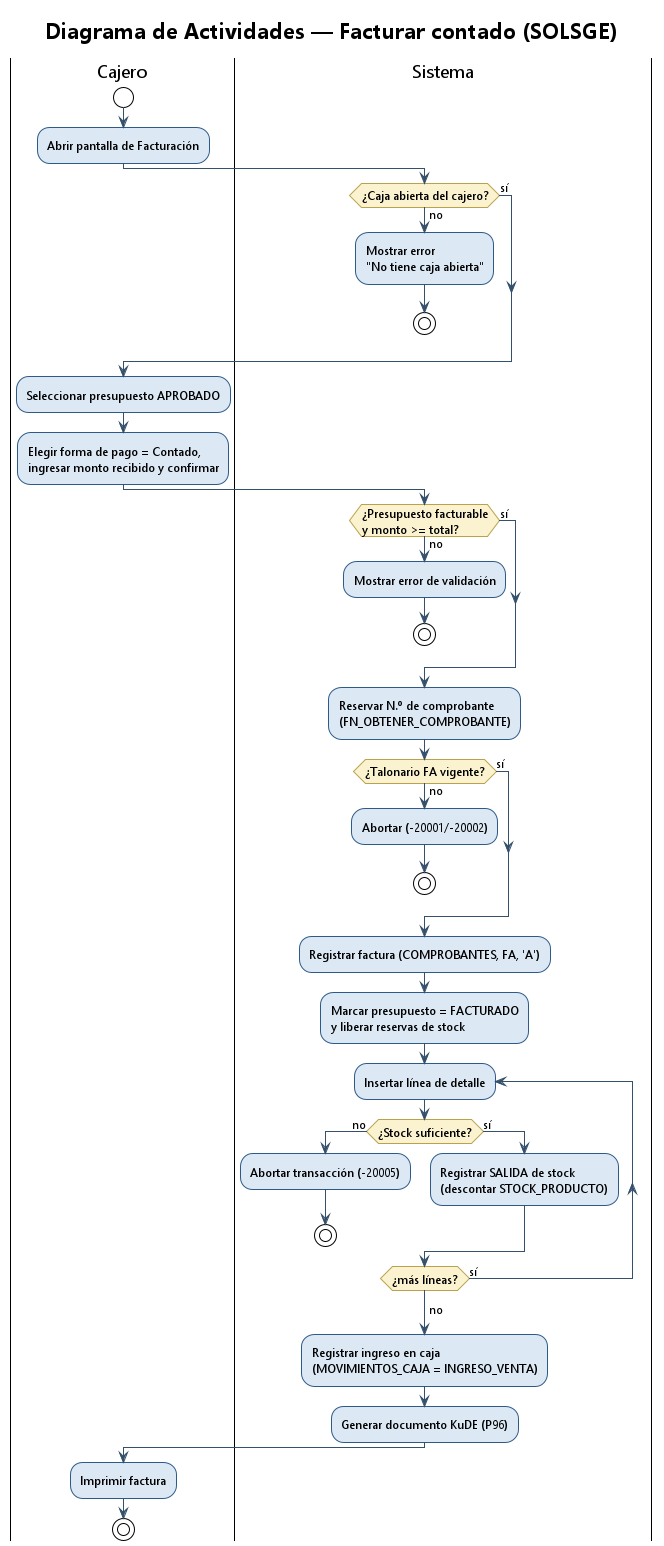 Diagrama de Actividades — Facturar contado (SOLSGE)
Cajero
Sistema
Abrir pantalla de Facturación
¿Caja abierta del cajero?
sí
no
Mostrar error
"No tiene caja abierta"
Seleccionar presupuesto APROBADO
Elegir forma de pago = Contado,
ingresar monto recibido y confirmar
¿Presupuesto facturable
y monto >= total?
sí
no
Mostrar error de validación
Reservar N.º de comprobante
(FN_OBTENER_COMPROBANTE)
¿Talonario FA vigente?
sí
no
Abortar (-20001/-20002)
Registrar factura (COMPROBANTES, FA, 'A')
Marcar presupuesto = FACTURADO
y liberar reservas de stock
Insertar línea de detalle
no
¿Stock suficiente?
sí
Abortar transacción (-20005)
Registrar SALIDA de stock
(descontar STOCK_PRODUCTO)
¿más líneas?
sí
no
Registrar ingreso en caja
(MOVIMIENTOS_CAJA = INGRESO_VENTA)
Generar documento KuDE (P96)
Imprimir factura